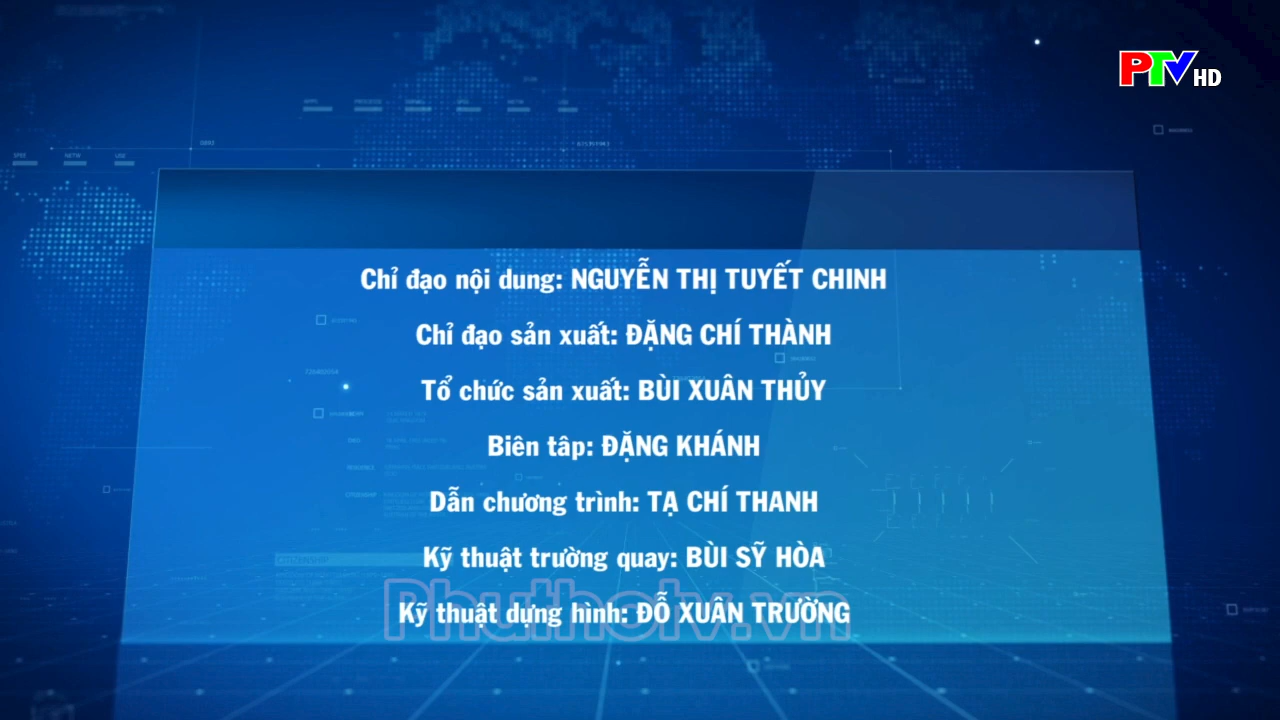 PTV HD
Chỉ đạo nội dung: NGUYỄN THỊ TUYẾT CHINH
Chỉ đạo sản xuất: ĐẶNG CHÍ THÀNH
Tổ chức sản xuất: BÙI XUÂN THỦY
Biên tâp: ĐẶNG KHÁNH
Dẫn chương trình: TẠ CHÍ THANH
Kỹ thuật trường quay: BÙI SỸ HÒA
Kỹ thuật dựng hình: ĐỖ XUÂN TRƯỜNG
Phuthotv.vn